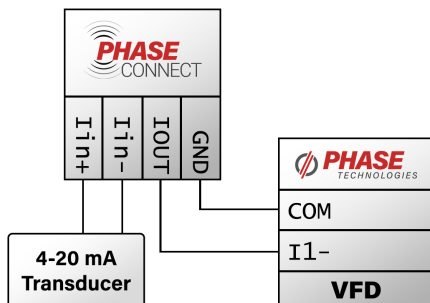 PHASE
CONNECT
Iin+
Iin-
IOUT
GND
PHASE
TECHNOLOGIES
COM
I1-
VFD
4-20 mA
Transducer